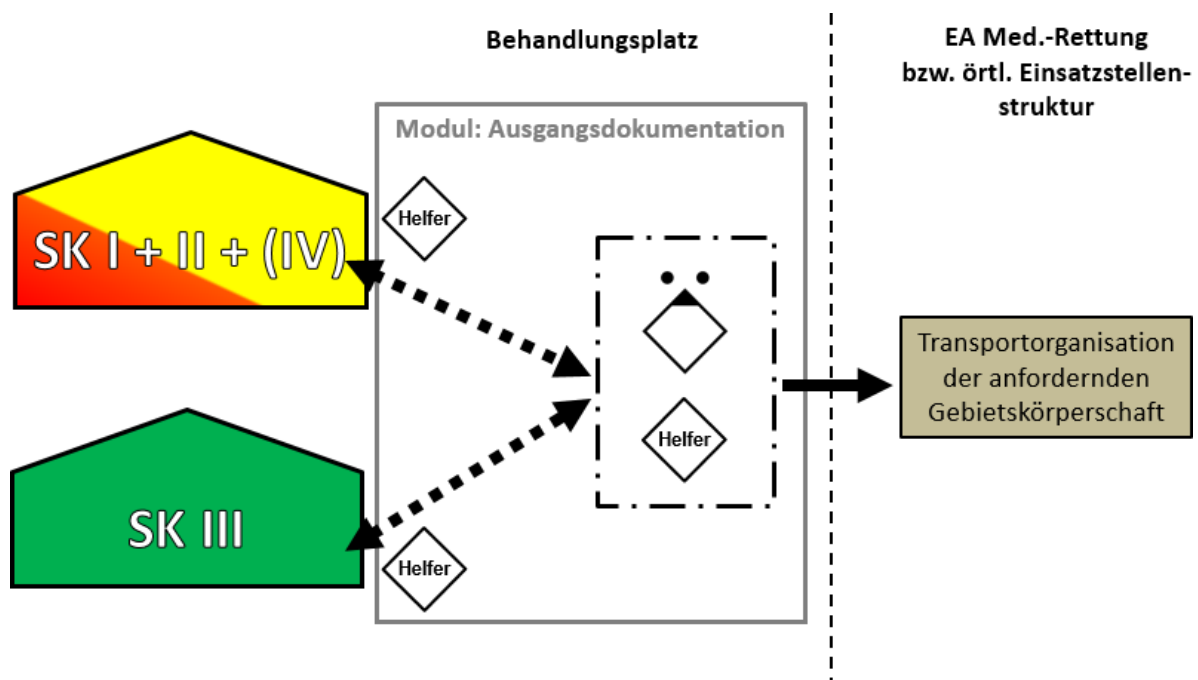 Behandlungsplatz
EA Med.-Rettung
bzw. örtl. Einsatzstellen-
struktur
Modul: Ausgangsdokumentation
Helfer
SK I + II + (IV)
Transportorganisation
der anfordernden
Gebietskörperschaft
Helfer
SK III
Helfer